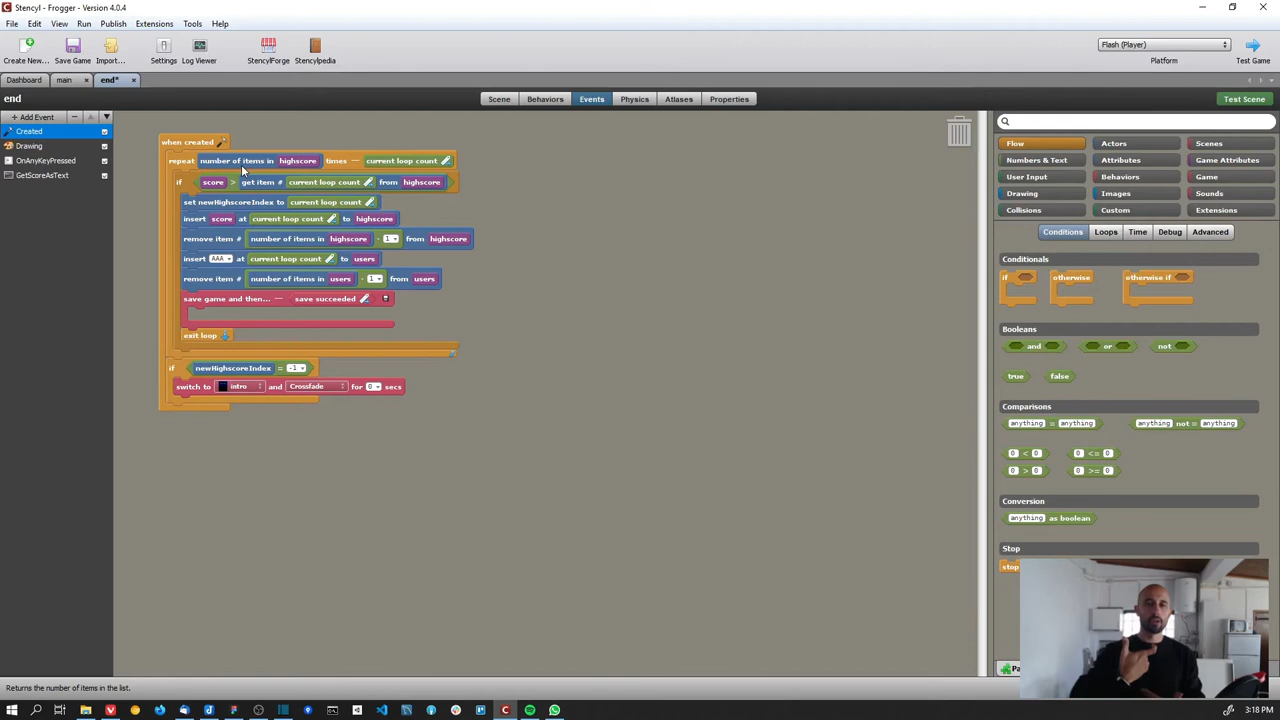 Stencyl - Frogger - Version 4.0.4
File Edit View Run Publish Extensions Tools Help
Create New... Save Game Import... Settings Log Viewer StencylForge Stencylpedia
Flash (Player)
Platform
Test Game
Dashboard main end*
end
Scene Behaviors Events Physics Atlases Properties
Test Scene
+ Add Event
Created
Drawing
OnAnyKeyPressed
GetScoreAsText
when created
repeat number of items in highscore times — current loop count
if score > get item # current loop count from highscore
set newHighscoreIndex to current loop count
insert score at current loop count to highscore
remove item # number of items in highscore - 1 from highscore
insert AAA at current loop count to users
remove item # number of items in users - 1 from users
save game and then... — save succeeded
exit loop
if newHighscoreIndex = -1
switch to intro and Crossfade for 0 secs
Flow Actors Scenes
Numbers & Text Attributes Game Attributes
User Input Behaviors Game
Drawing Images Sounds
Collisions Custom Extensions
Conditions Loops Time Debug Advanced
Conditionals
if otherwise otherwise if
Booleans
and or not
true false
Comparisons
anything = anything anything not = anything
0 < 0 0 <= 0
0 > 0 0 >= 0
Conversion
anything as boolean
Stop
stop
Returns the number of items in the list.
3:18 PM